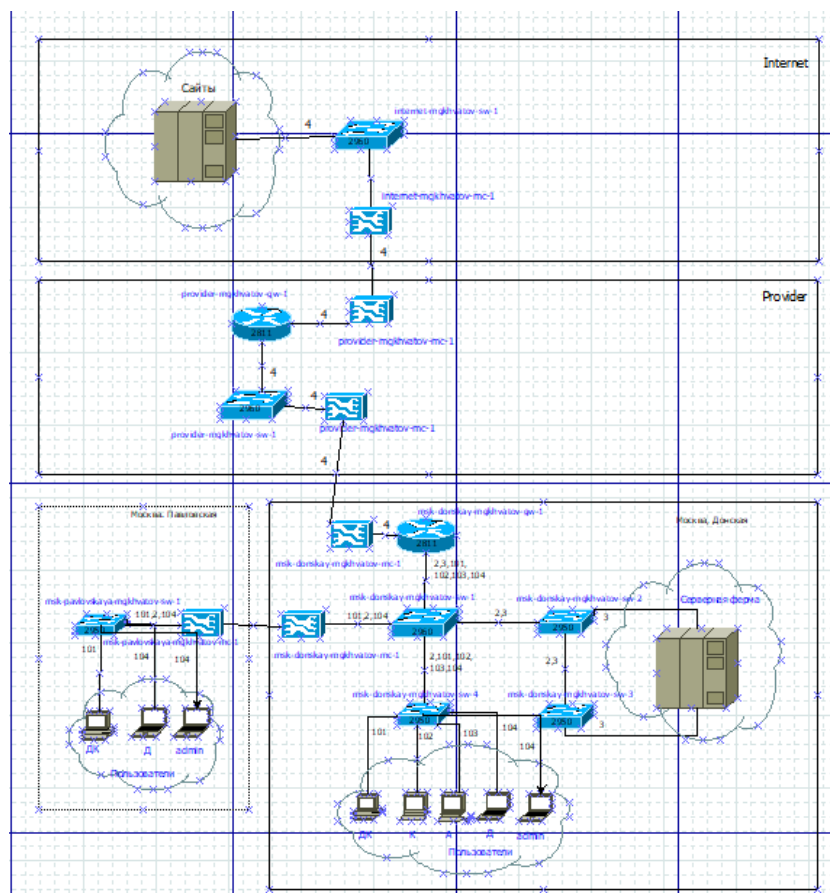 Internet
Сайты
internet-mgkhvatov-sw-1
4
2960
internet-mgkhvatov-mc-1
4
Provider
provider-mgkhvatov-gw-1
4
2811
provider-mgkhvatov-mc-1
4
4
2960
provider-mgkhvatov-sw-1
provider-mgkhvatov-mc-1
4
Москва. Павловская
msk-donskay-mgkhvatov-gw-1
Москва, Донская
4
2811
msk-donskay-mgkhvatov-mc-1
2,3,101,
102,103,104
msk-pavlovskaya-mgkhvatov-sw-1
101,2,104
2950
msk-pavlovskaya-mgkhvatov-mc-1
msk-donskay-mgkhvatov-sw-1
101,2,104
2960
msk-donskay-mgkhvatov-mc-1
2,3
msk-donskay-mgkhvatov-sw-2
2950
3
Серверная ферма
101
104
104
2,101,102,
103,104
2,3
msk-donskay-mgkhvatov-sw-4
2950
msk-donskay-mgkhvatov-sw-3
2950
3
101
102
103
104
104
ДК
Д
admin
Пользователи
ДК
К
А
Д
admin
Пользователи